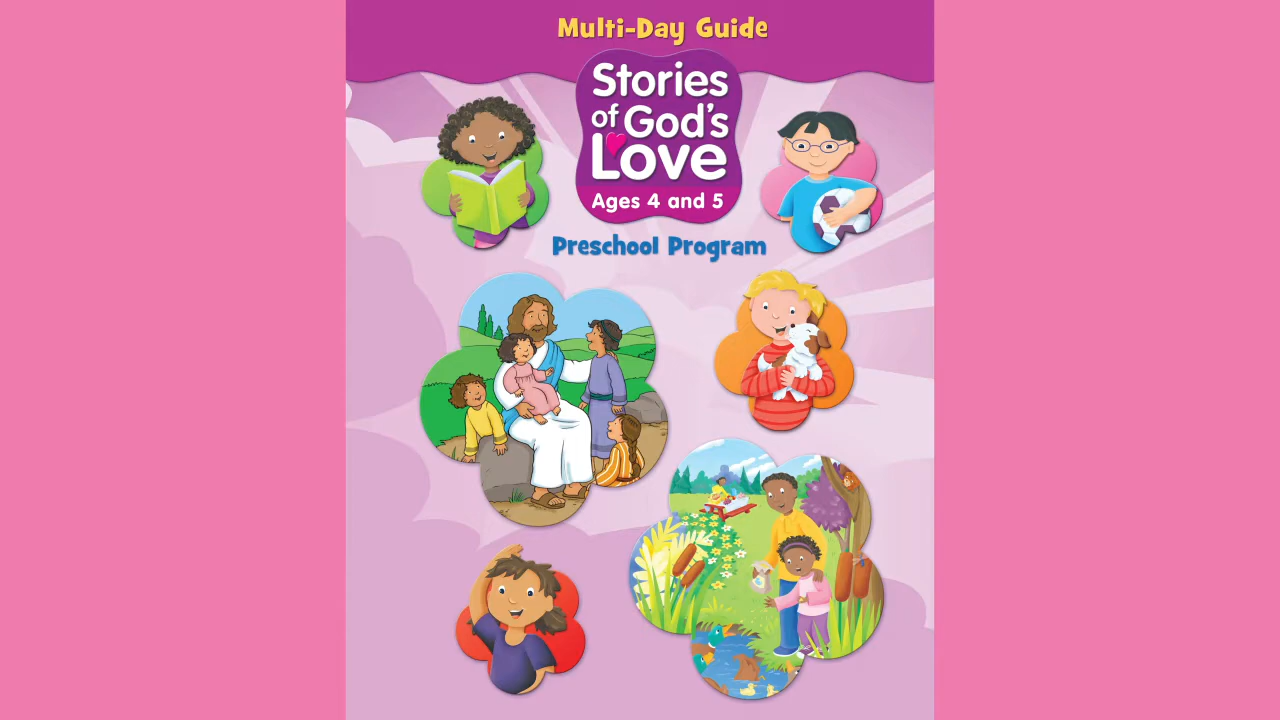 Multi-Day Guide
Stories
of God's
Love
Ages 4 and 5
Preschool Program